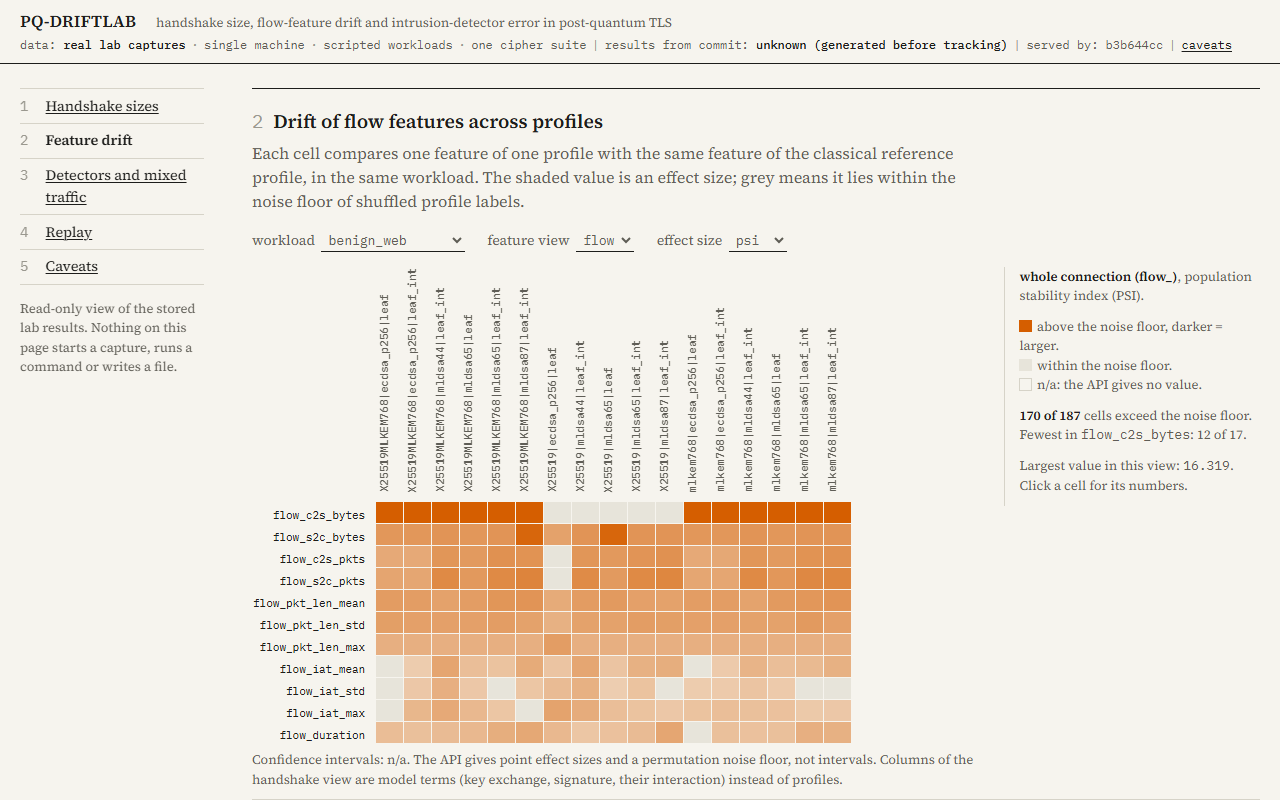 PQ-DRIFTLAB handshake size, flow-feature drift and intrusion-detector error in post-quantum TLS
data: real lab captures · single machine · scripted workloads · one cipher suite | results from commit: unknown (generated before tracking) | served by: b3b644cc | caveats
1 Handshake sizes
2 Feature drift
3 Detectors and mixed
traffic
4 Replay
5 Caveats
Read-only view of the stored
lab results. Nothing on this
page starts a capture, runs a
command or writes a file.
2 Drift of flow features across profiles
Each cell compares one feature of one profile with the same feature of the classical reference
profile, in the same workload. The shaded value is an effect size; grey means it lies within the
noise floor of shuffled profile labels.
workload benign_web feature view flow effect size psi
X25519MLKEM768|ecdsa_p256|leaf
X25519MLKEM768|ecdsa_p256|leaf_int
X25519MLKEM768|mldsa44|leaf_int
X25519MLKEM768|mldsa65|leaf
X25519MLKEM768|mldsa65|leaf_int
X25519MLKEM768|mldsa87|leaf_int
X25519|ecdsa_p256|leaf
X25519|mldsa44|leaf_int
X25519|mldsa65|leaf
X25519|mldsa65|leaf_int
X25519|mldsa87|leaf_int
mlkem768|ecdsa_p256|leaf
mlkem768|ecdsa_p256|leaf_int
mlkem768|mldsa44|leaf_int
mlkem768|mldsa65|leaf
mlkem768|mldsa65|leaf_int
mlkem768|mldsa87|leaf_int
flow_c2s_bytes
flow_s2c_bytes
flow_c2s_pkts
flow_s2c_pkts
flow_pkt_len_mean
flow_pkt_len_std
flow_pkt_len_max
flow_iat_mean
flow_iat_std
flow_iat_max
flow_duration
Confidence intervals: n/a. The API gives point effect sizes and a permutation noise floor, not intervals. Columns of the
handshake view are model terms (key exchange, signature, their interaction) instead of profiles.
whole connection (flow_), population
stability index (PSI).
above the noise floor, darker =
larger.
within the noise floor.
n/a: the API gives no value.
170 of 187 cells exceed the noise floor.
Fewest in flow_c2s_bytes: 12 of 17.
Largest value in this view: 16.319.
Click a cell for its numbers.